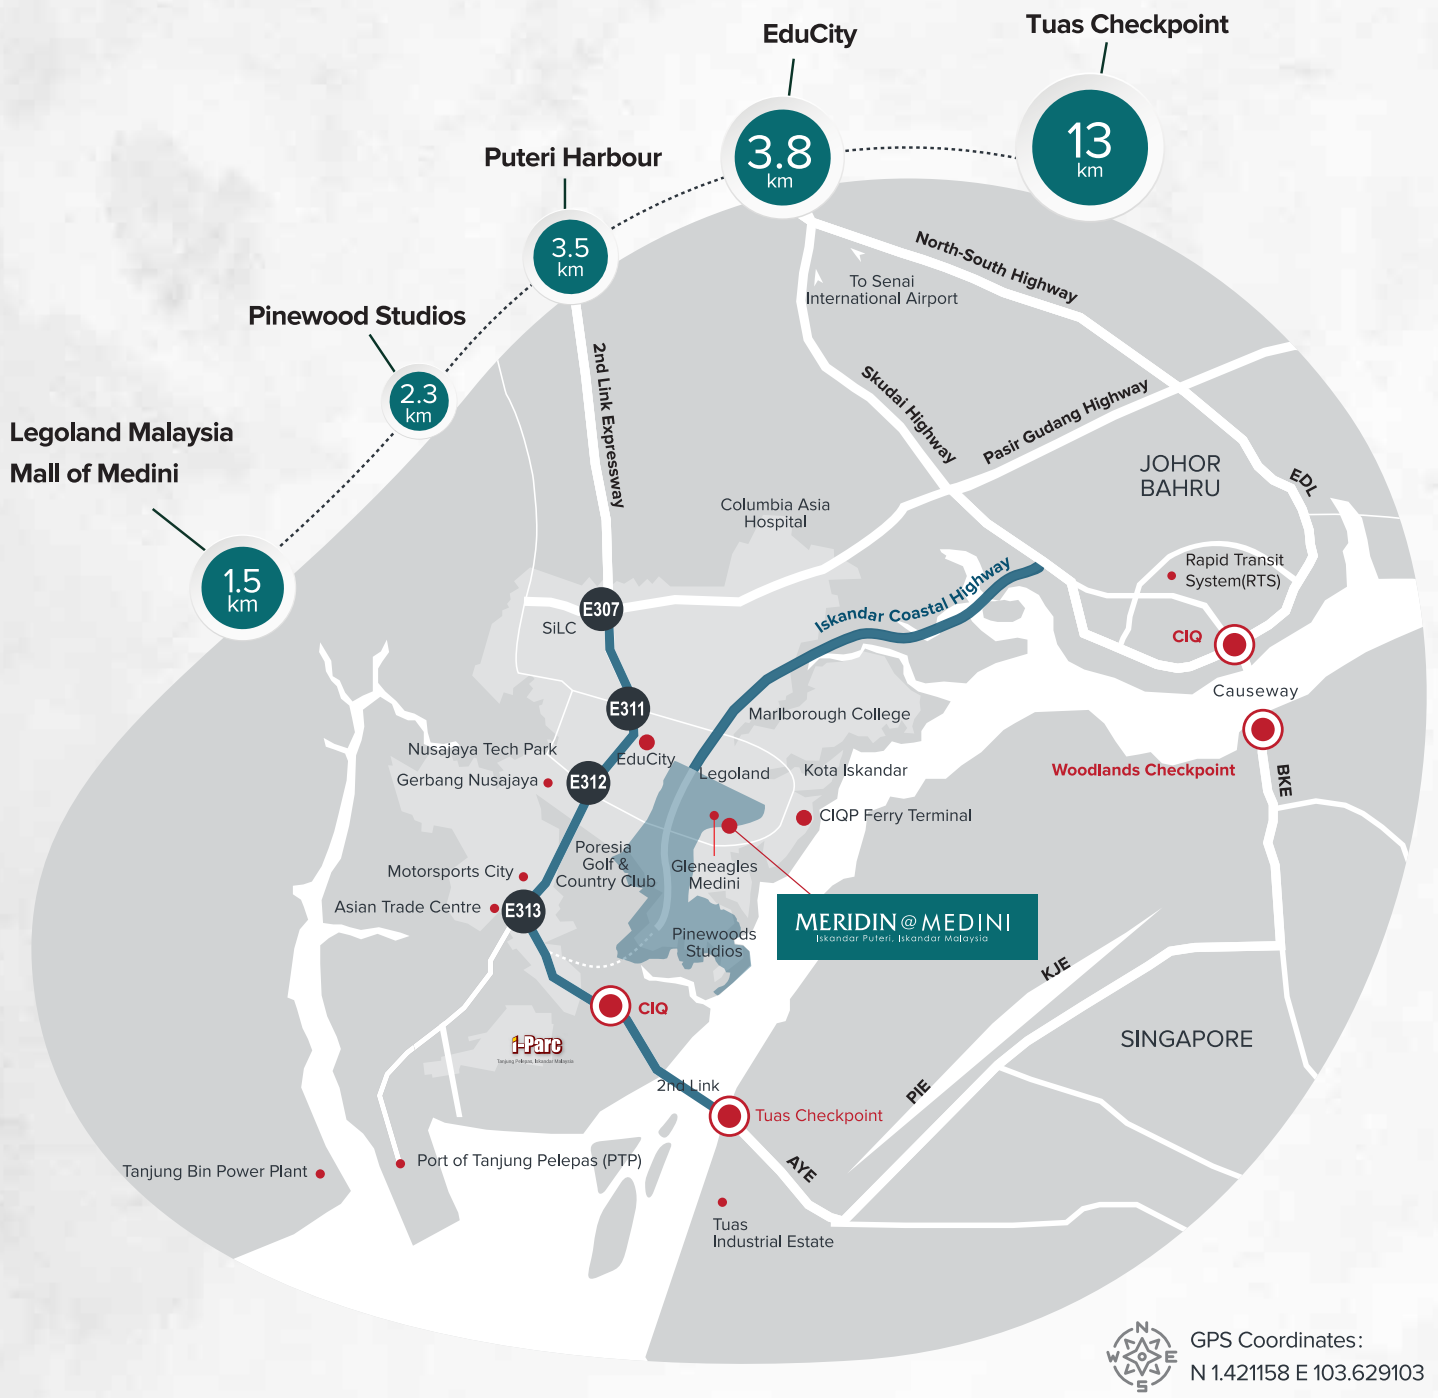 Tuas Checkpoint
EduCity
13
km
3.8
km
Puteri Harbour
3.5
km
North-South Highway
To Senai
International Airport
Pinewood Studios
2.3
km
2nd Link Expressway
Skudai Highway
Pasir Gudang Highway
Legoland Malaysia
Mall of Medini
JOHOR
BAHRU
EDL
Columbia Asia
Hospital
1.5
km
Rapid Transit
System(RTS)
Iskandar Coastal Highway
E307
SiLC
CIQ
Causeway
E311
Marlborough College
Nusajaya Tech Park
EduCity
Gerbang Nusajaya
E312
Legoland
Kota Iskandar
Woodlands Checkpoint
BKE
CIQP Ferry Terminal
Poresia
Golf &
Country Club
Gleneagles
Medini
Motorsports City
Asian Trade Centre
E313
MERIDIN@MEDINI
Iskandar Puteri, Iskandar Malaysia
Pinewoods
Studios
KJE
CIQ
i-Parc
Tanjung Pelepas, Iskandar Malaysia
SINGAPORE
2nd Link
PIE
Tuas Checkpoint
Port of Tanjung Pelepas (PTP)
Tanjung Bin Power Plant
AYE
Tuas
Industrial Estate
N
W E
S
GPS Coordinates:
N 1.421158 E 103.629103